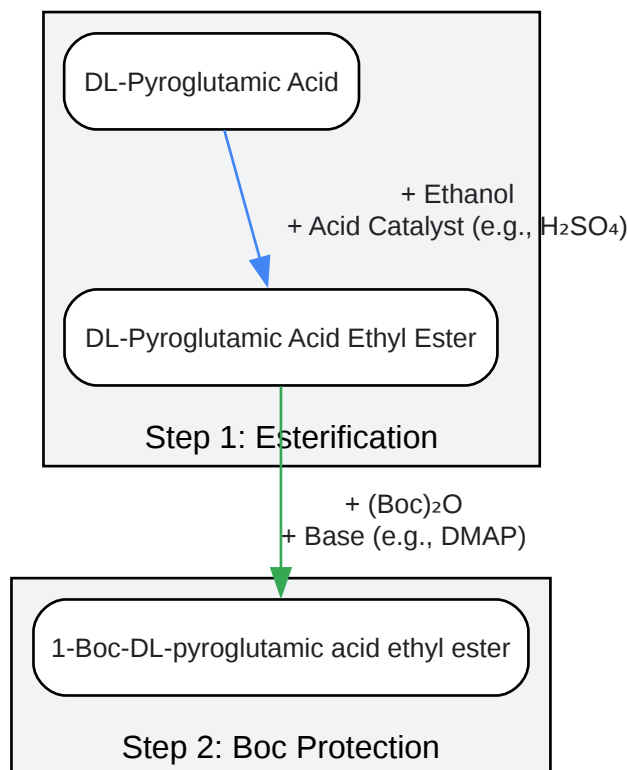 DL-Pyroglutamic Acid
+ Ethanol
+ Acid Catalyst (e.g., H₂SO₄)
DL-Pyroglutamic Acid Ethyl Ester
Step 1: Esterification
+ (Boc)₂O
+ Base (e.g., DMAP)
1-Boc-DL-pyroglutamic acid ethyl ester
Step 2: Boc Protection